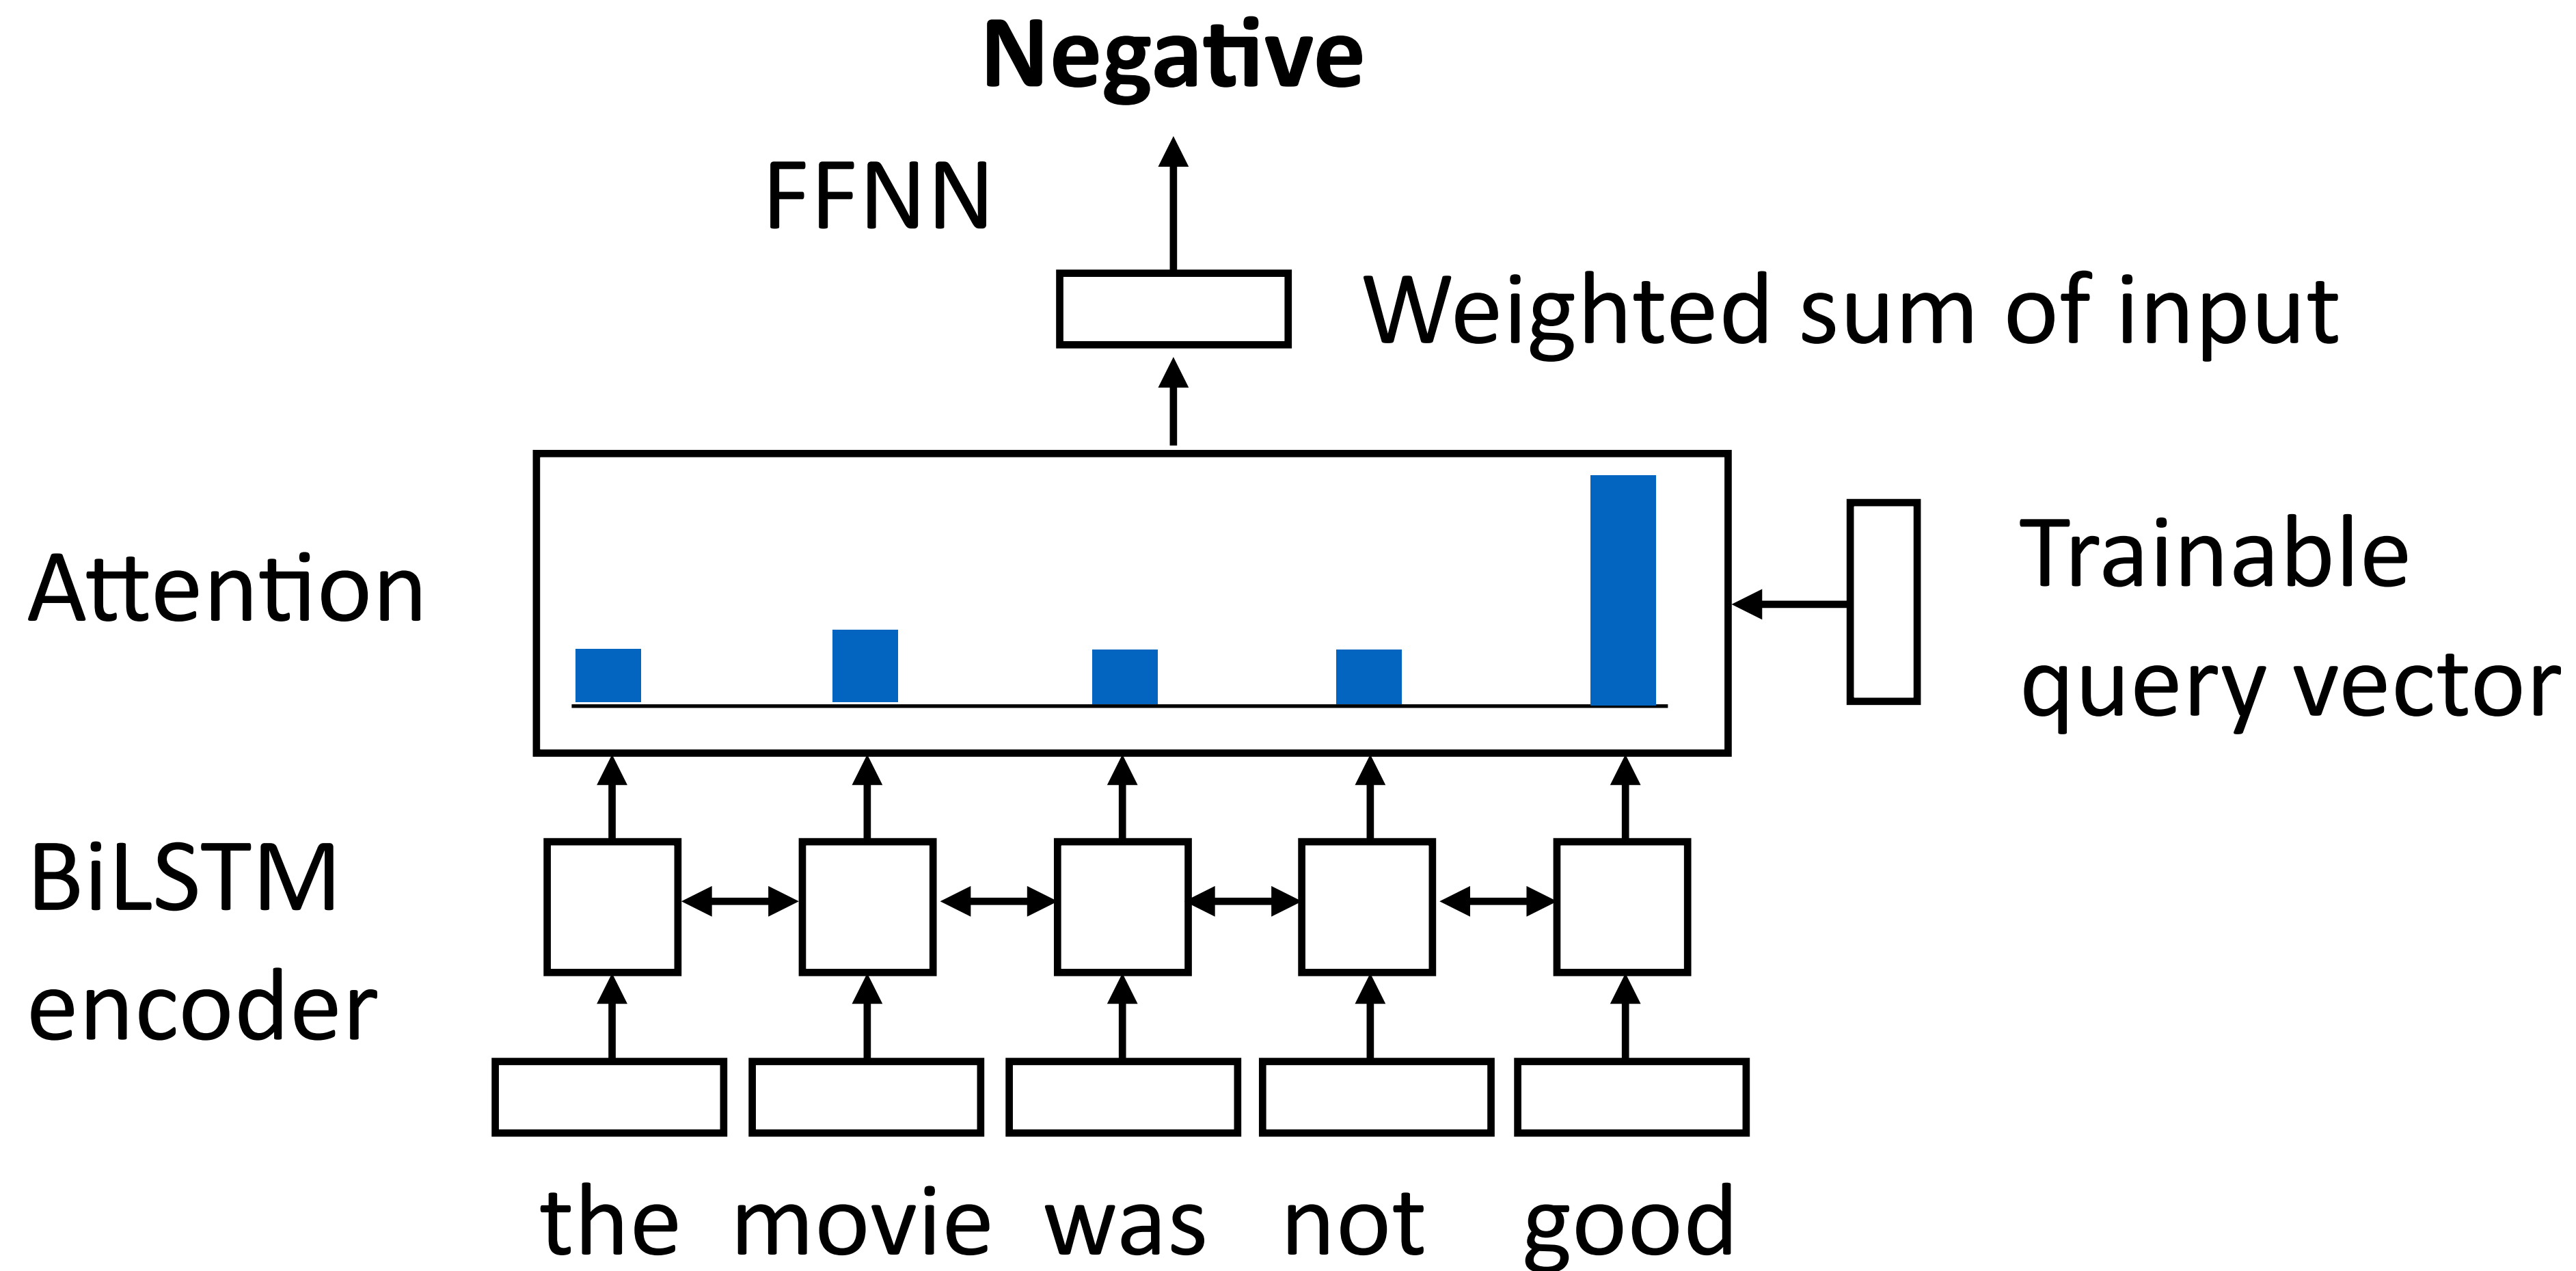 Negative
FFNN
Weighted sum of input
Attention
Trainable
query vector
BiLSTM
encoder
the movie was not good